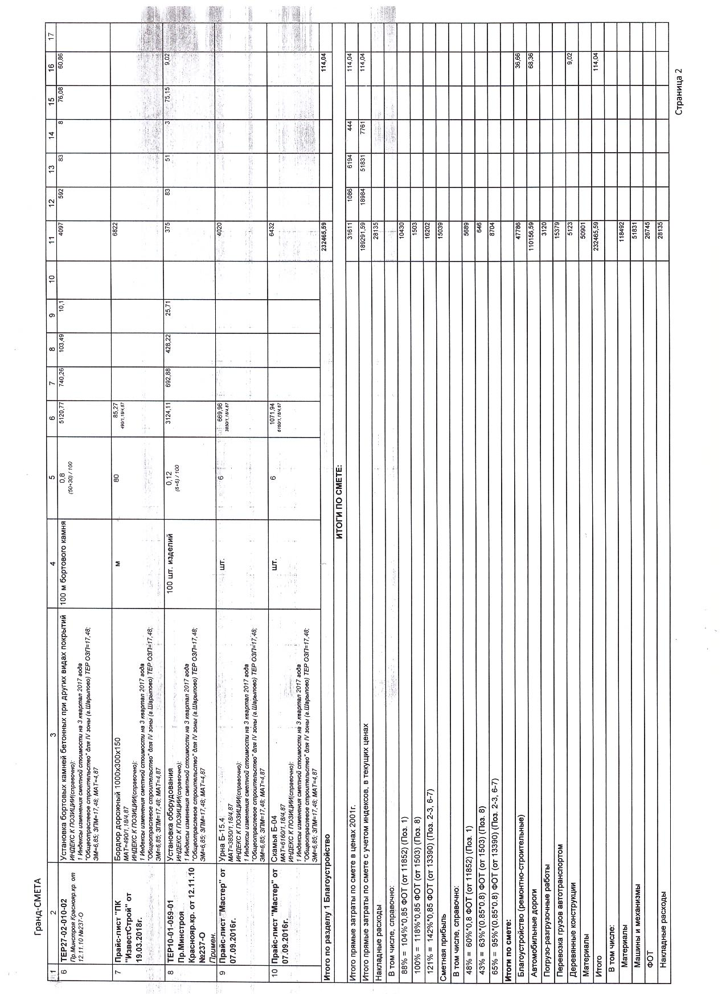 Гранд-СМЕТА
1 2 3 4 5 6 7 8 9 10 11 12 13 14 15 16 17
6 ТЕР27-02-010-02 Установка бортовых камней бетонных при других видах покрытий 100 м бортового камня 0,8 5120,77 740,26 103,49 10,1 4097 592 83 8 76,08 60,86
Пр.Минстроя Краснояр.кр. от 12.11.10 №237-О
(50+30) / 100
ИНДЕКС К ПОЗИЦИИ(справочно):
1 Индексы изменения сметной стоимости на 3 квартал 2017 года
"Общеотраслевое строительство" для IV зоны (г.Шарыпово) ТЕР ОЗП=17,48;
ЭМ=6,85; ЗПМ=17,48; МАТ=4,87
7 Прайс-лист "ПК "ИзвестСтрой" от 19.03.2018г. Бордюр дорожный 1000х300х150 м 80 85,27 6822
490/1,18/4,87
МАТ=490/1,18/4,87
ИНДЕКС К ПОЗИЦИИ(справочно):
1 Индексы изменения сметной стоимости на 3 квартал 2017 года
"Общеотраслевое строительство" для IV зоны (г.Шарыпово) ТЕР ОЗП=17,48;
ЭМ=6,85; ЗПМ=17,48; МАТ=4,87
8 ТЕР10-01-059-01 Установка оборудования 100 шт. изделий 0,12 3124,11 692,88 428,22 25,71 375 83 51 3 75,15 9,02
Пр.Минстроя Краснояр.кр. от 12.11.10 №237-О
Примен.
(6+6) / 100
ИНДЕКС К ПОЗИЦИИ(справочно):
1 Индексы изменения сметной стоимости на 3 квартал 2017 года
"Общеотраслевое строительство" для IV зоны (г.Шарыпово) ТЕР ОЗП=17,48;
ЭМ=6,85; ЗПМ=17,48; МАТ=4,87
9 Прайс-лист "Мастер" от 07.09.2016г. Урна Б-15.4 шт. 6 669,96 4020
3850/1,18/4,87
МАТ=3850/1,18/4,87
ИНДЕКС К ПОЗИЦИИ(справочно):
1 Индексы изменения сметной стоимости на 3 квартал 2017 года
"Общеотраслевое строительство" для IV зоны (г.Шарыпово) ТЕР ОЗП=17,48;
ЭМ=6,85; ЗПМ=17,48; МАТ=4,87
10 Прайс-лист "Мастер" от 07.09.2016г. Скамья Б-04 шт. 6 1071,94 6432
6160/1,18/4,87
МАТ=6160/1,18/4,87
ИНДЕКС К ПОЗИЦИИ(справочно):
1 Индексы изменения сметной стоимости на 3 квартал 2017 года
"Общеотраслевое строительство" для IV зоны (г.Шарыпово) ТЕР ОЗП=17,48;
ЭМ=6,85; ЗПМ=17,48; МАТ=4,87
Итого по разделу 1 Благоустройство 232465,59 114,04
ИТОГИ ПО СМЕТЕ:
Итого прямые затраты по смете в ценах 2001г. 31611 1086 6194 444 114,04
Итого прямые затраты по смете с учетом индексов, в текущих ценах 189291,59 18984 51831 7761 114,04
Накладные расходы 28135
В том числе, справочно:
88% = 104%*0,85 ФОТ (от 11852) (Поз. 1) 10430
100% = 118%*0,85 ФОТ (от 1503) (Поз. 8) 1503
121% = 142%*0,85 ФОТ (от 13390) (Поз. 2-3, 6-7) 16202
Сметная прибыль 15039
В том числе, справочно:
48% = 60%*0,8 ФОТ (от 11852) (Поз. 1) 5689
43% = 63%*(0.85*0.8) ФОТ (от 1503) (Поз. 8) 646
65% = 95%*(0.85*0.8) ФОТ (от 13390) (Поз. 2-3, 6-7) 8704
Итоги по смете:
Благоустройство (ремонтно-строительные) 47786 36,66
Автомобильные дороги 110156,59 68,36
Погрузо-разгрузочные работы 3120
Перевозка грузов автотранспортом 15379
Деревянные конструкции 5123 9,02
Материалы 50901
Итого 232465,59 114,04
В том числе:
Материалы 118492
Машины и механизмы 51831
ФОТ 26745
Накладные расходы 28135
Страница 2